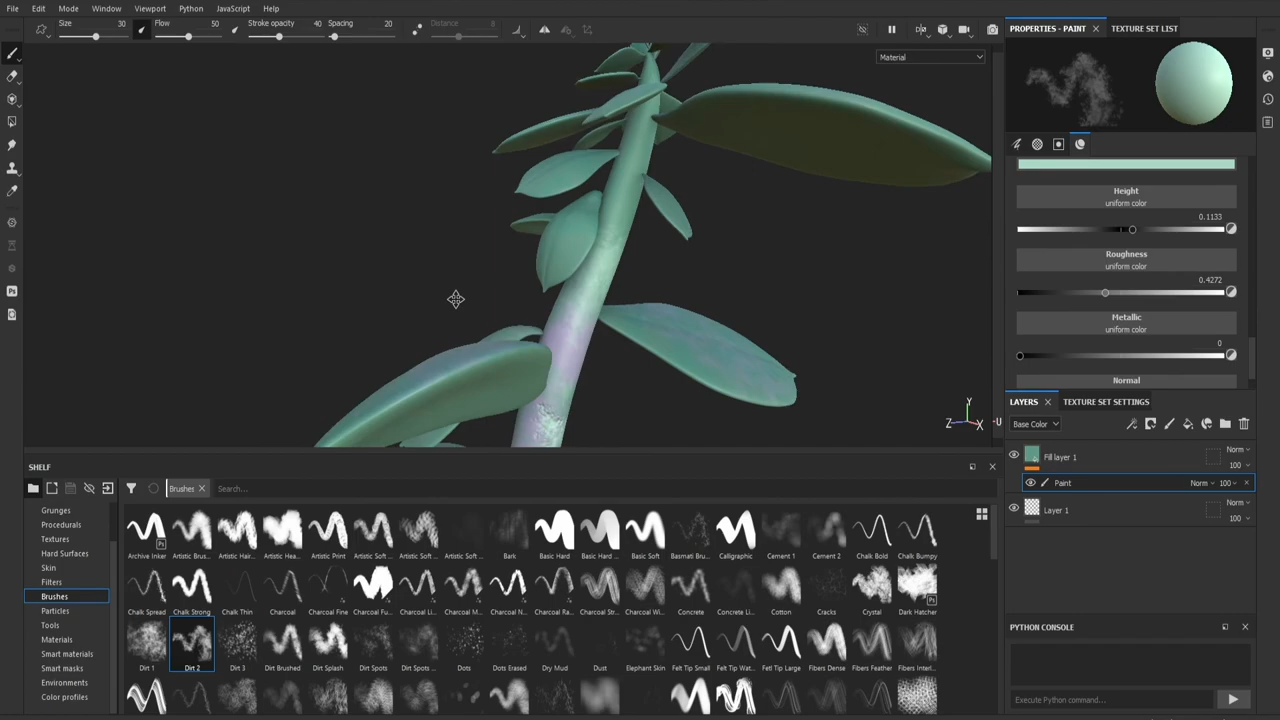 File Edit Mode Window Viewport Python JavaScript Help
Size 30 Flow 50 Stroke opacity 40 Spacing 20 Distance 8
Material
PROPERTIES - PAINT TEXTURE SET LIST
Height
uniform color
0.1133
Roughness
uniform color
0.4272
Metallic
uniform color
0
Normal
Y
Z X
LAYERS TEXTURE SET SETTINGS
Base Color
Fill layer 1 Norm
100
Paint Norm 100
Layer 1 Norm
100
SHELF
Brushes Search...
Grunges
Procedurals
Textures
Hard Surfaces
Skin
Filters
Brushes
Particles
Tools
Materials
Smart materials
Smart masks
Environments
Color profiles
Archive Inker Artistic Brus... Artistic Hair... Artistic Hea... Artistic Print Artistic Soft ... Artistic Soft ... Artistic Soft ... Bark Basic Hard Basic Hard ... Basic Soft Basmati Bru... Calligraphic Cement 1 Cement 2 Chalk Bold Chalk Bumpy
Chalk Spread Chalk Strong Chalk Thin Charcoal Charcoal Fine Charcoal Fu... Charcoal Li... Charcoal M... Charcoal N... Charcoal Ra... Charcoal Str... Charcoal Wi... Concrete Concrete Li... Cotton Cracks Crystal Dark Hatcher
Dirt 1 Dirt 2 Dirt 3 Dirt Brushed Dirt Splash Dirt Spots Dirt Spots ... Dots Dots Erased Dry Mud Dust Elephant Skin Felt Tip Small Felt Tip Wat... Felt Tip Large Fibers Dense Fibers Feather Fibers Interl...
PYTHON CONSOLE
Execute Python command...